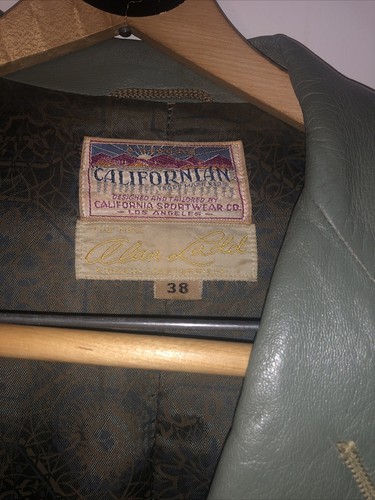 CALIFORNIAN
DESIGNED AND TAILORED BY
CALIFORNIA SPORTWEAR CO.
- LOS ANGELES -
Alan Ladd
38